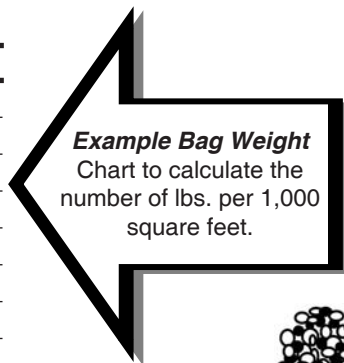 Example Bag Weight
Chart to calculate the
number of lbs. per 1,000
square feet.